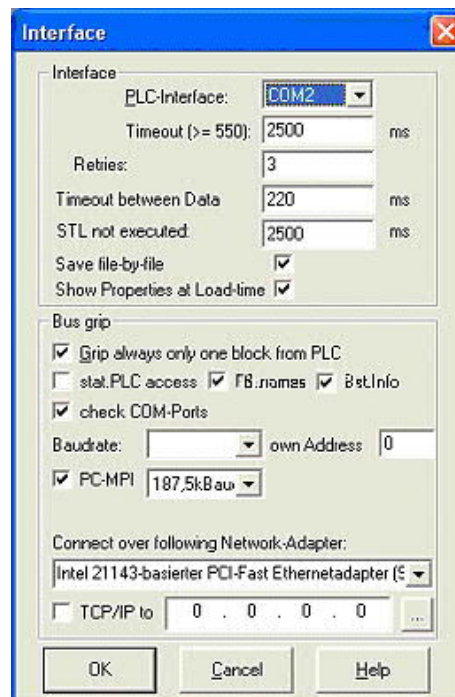 Interface
Interface
PLC-Interface: COM2
Timeout (>= 550): 2500 ms
Retries: 3
Timeout between Data 220 ms
STL not executed: 2500 ms
Save file-by-file
Show Properties at Load-time
Bus grip
Grip always only one block from PLC
stat.PLC access FB.names Bst.Info
check COM-Ports
Baudrate: own Address 0
PC-MPI 187,5kBau
Connect over following Network-Adapter:
Intel 21143-basierter PCI-Fast Ethernetadapter (S
TCP/IP to 0 . 0 . 0 . 0 ...
OK Cancel Help